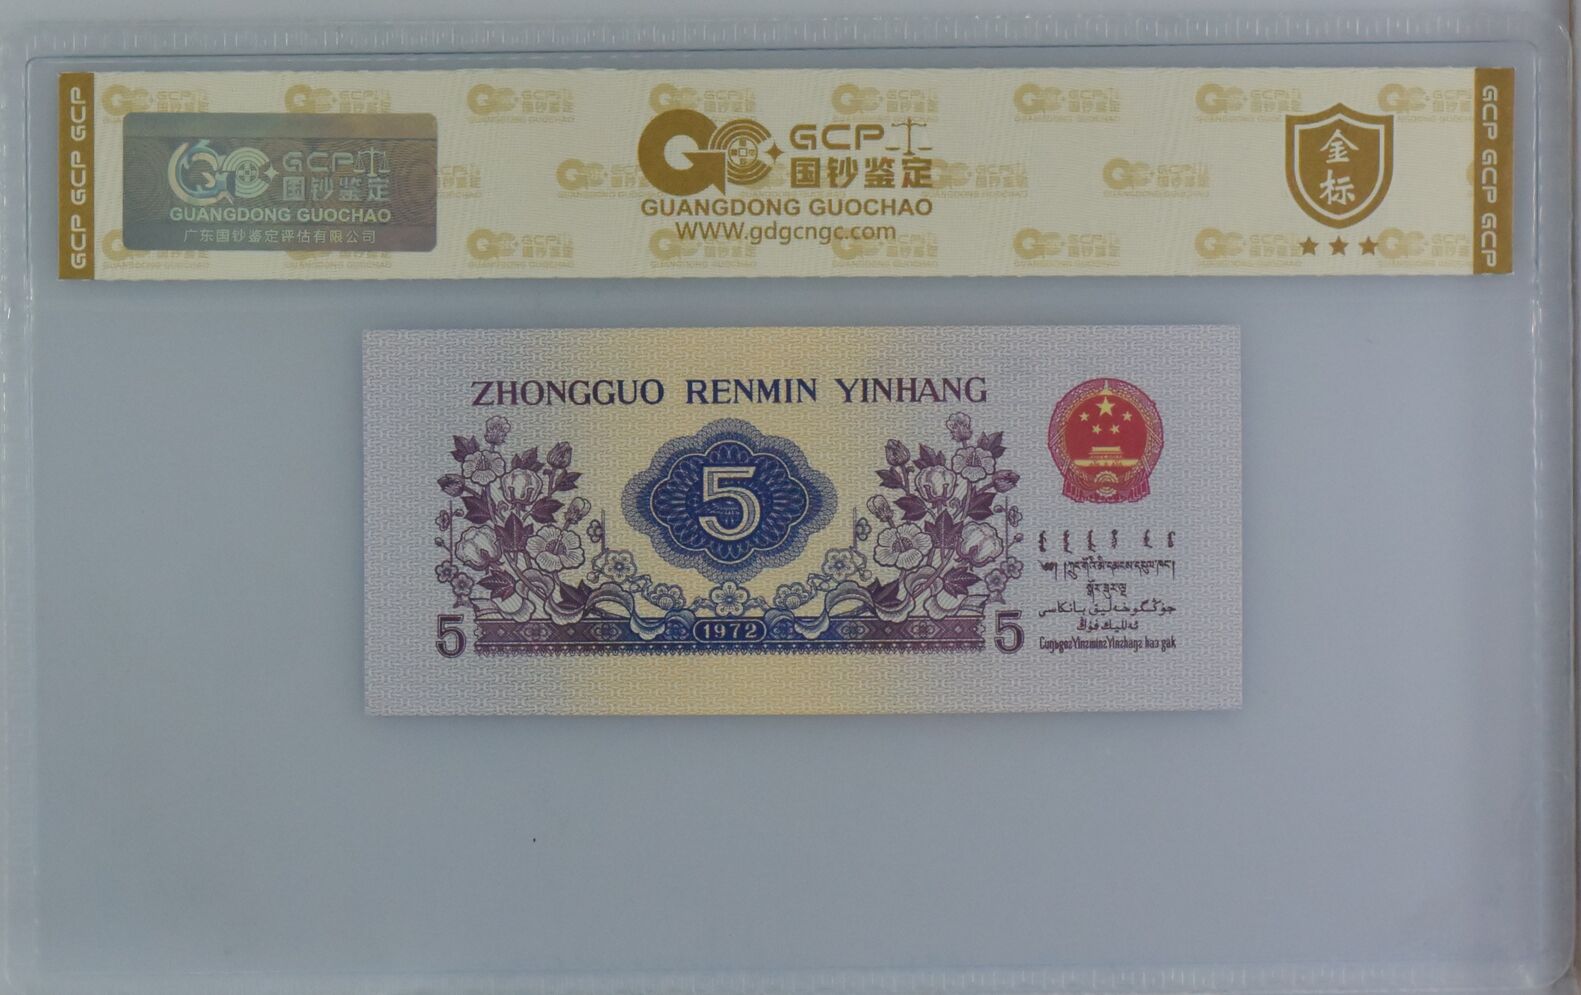 GCP GCP GCP
GCP
国钞鉴定
GUANGDONG GUOCHAO
广东国钞鉴定评估有限公司
GCP
国钞鉴定
GUANGDONG GUOCHAO
WWW.gdgcngc.com
金标
GCP GCP GCP
ZHONGGUO RENMIN YINHANG
5
5
1972
5